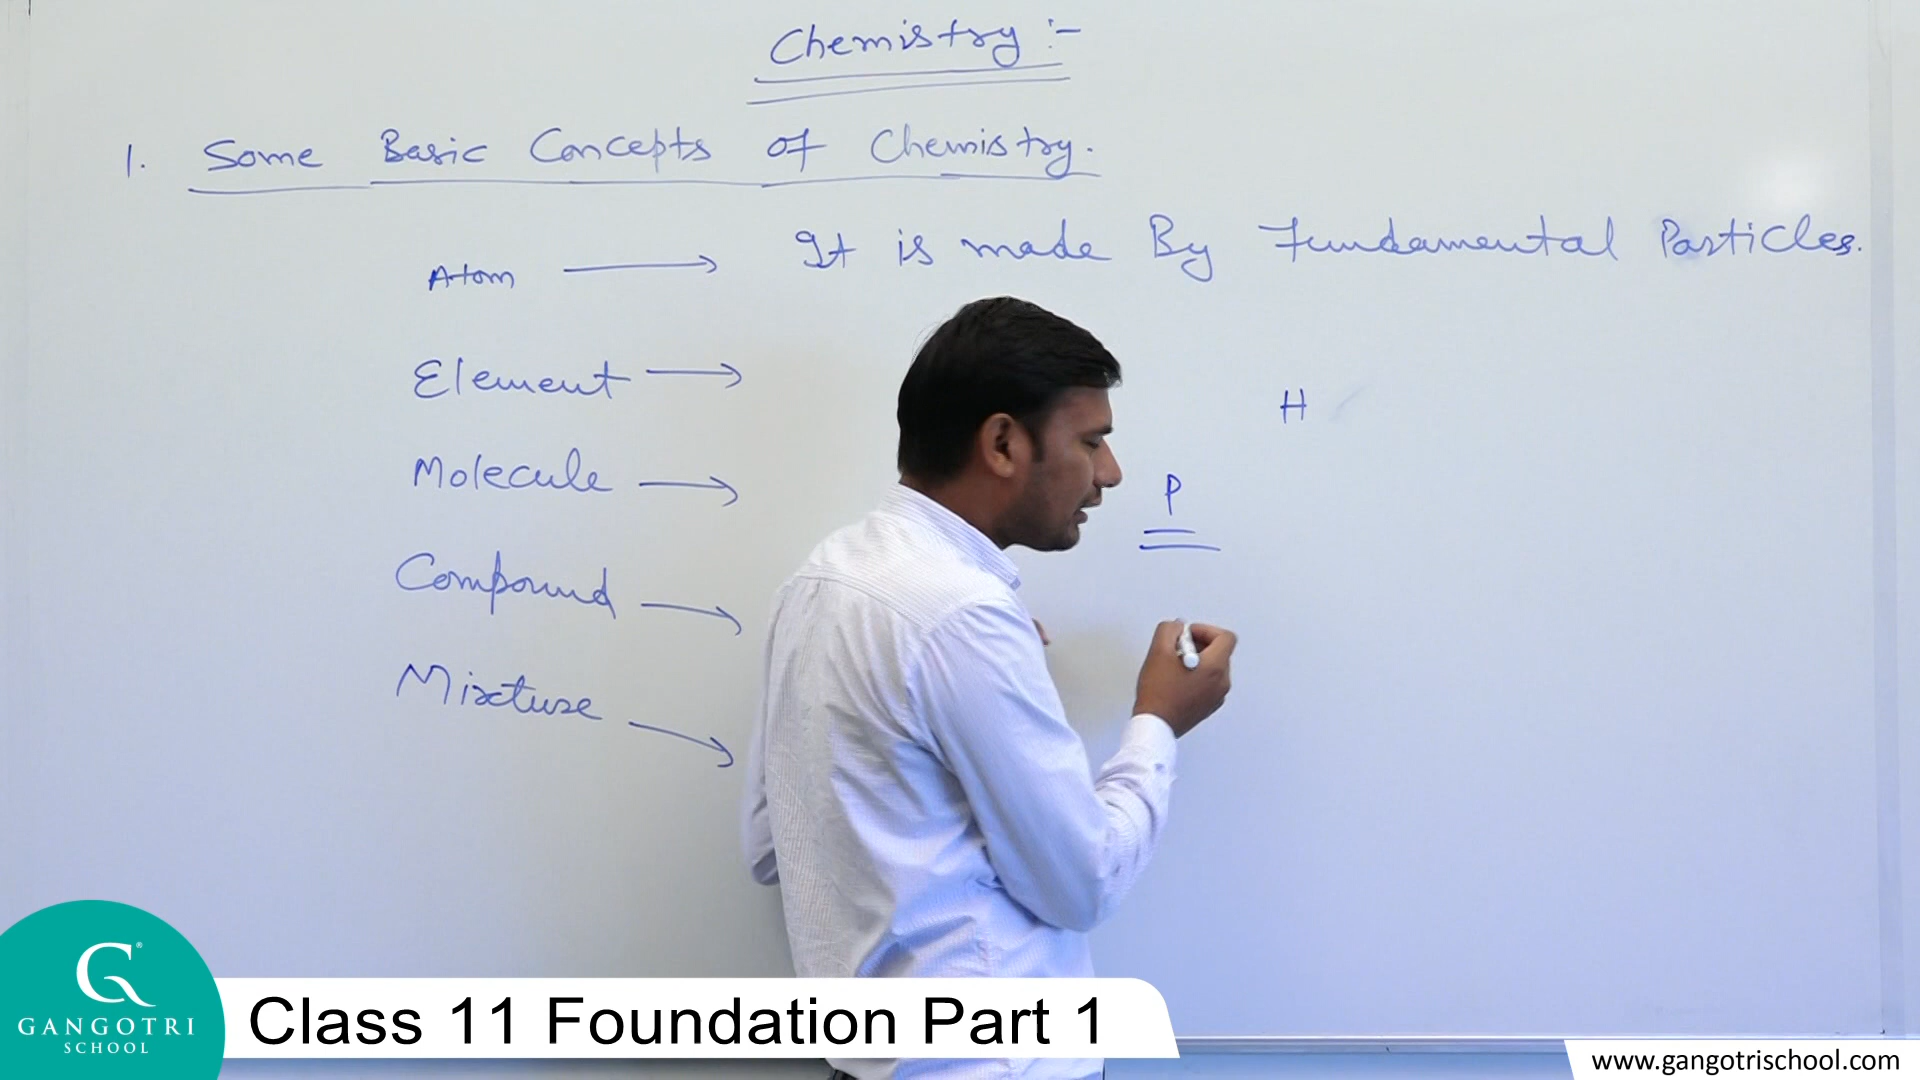 Chemistry :-
1. Some Basic Concepts of Chemistry.
Atom → It is made By Fundamental Particles.
Element →
H
Molecule →
P
Compound →
Mixture →
G®
GANGOTRI
SCHOOL
Class 11 Foundation Part 1
www.gangotrischool.com